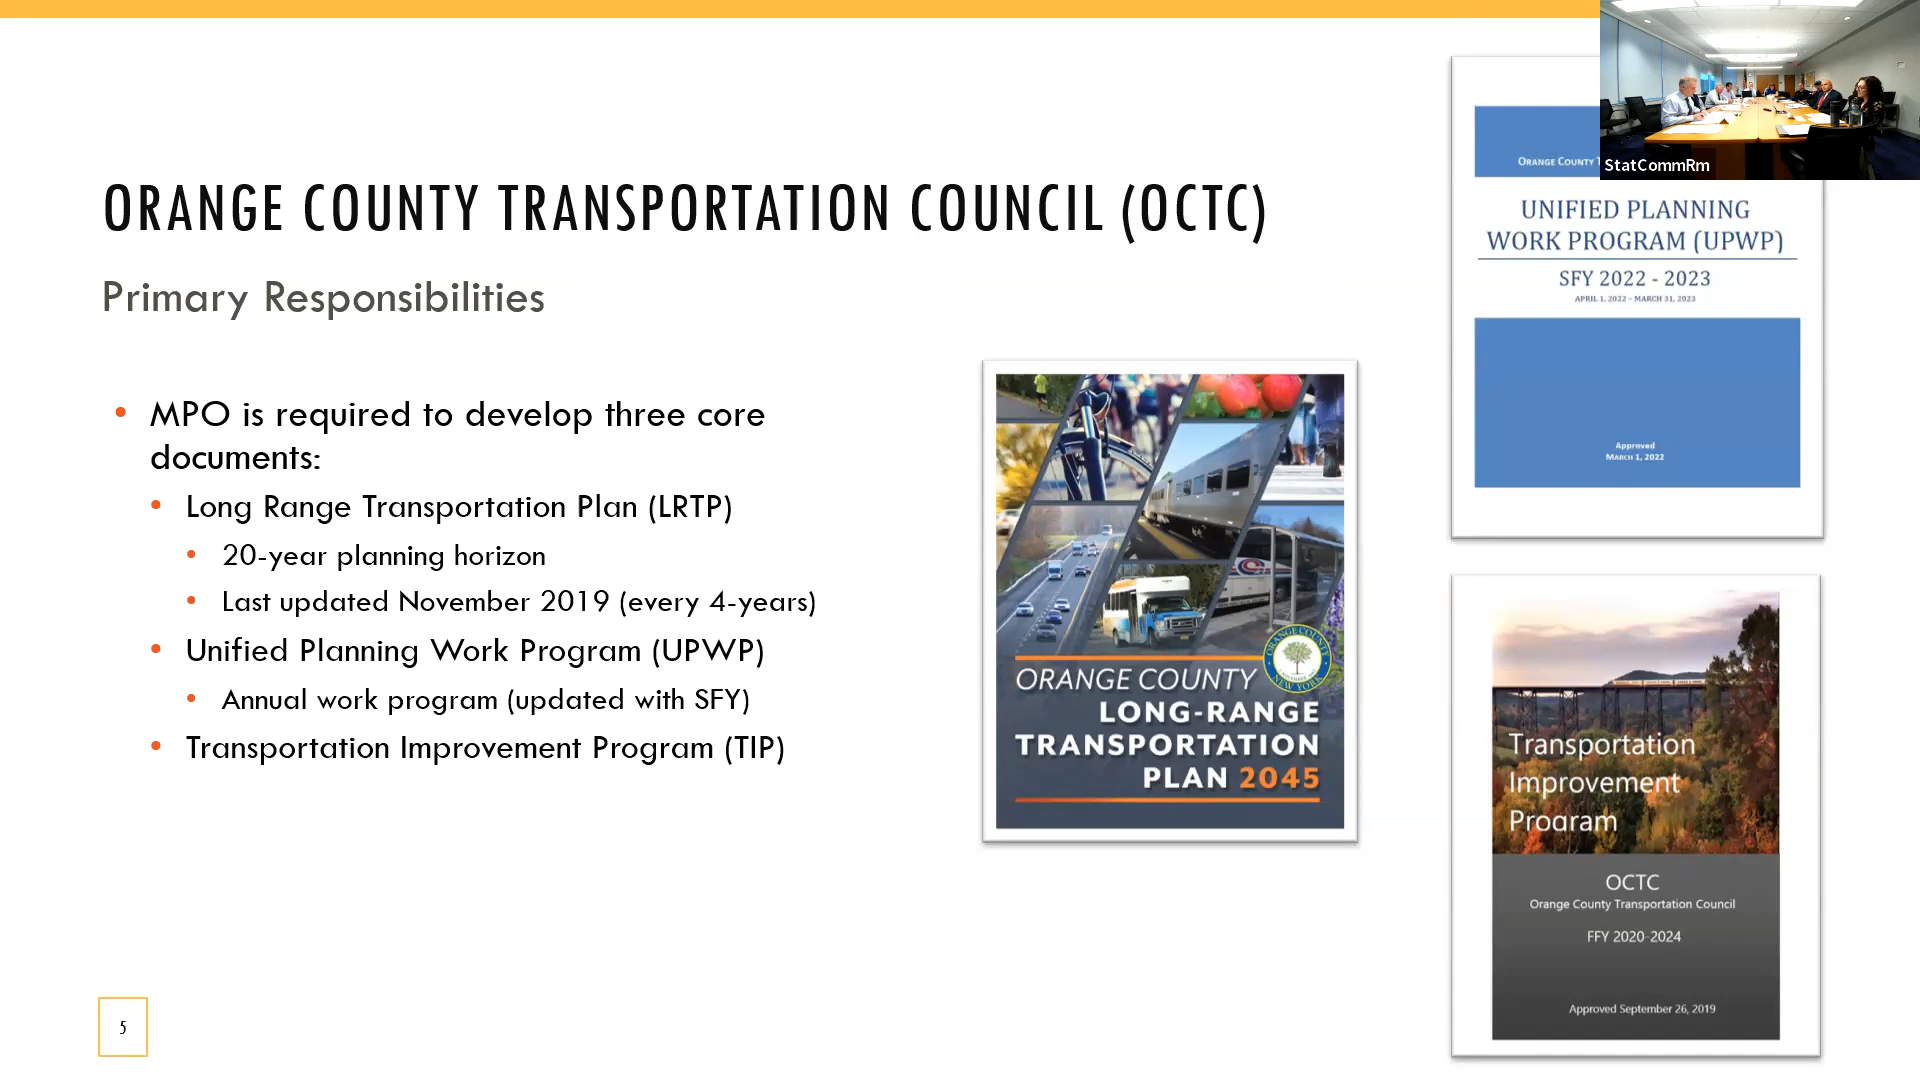 ORANGE COUNTY TRANSPORTATION COUNCIL (OCTC)
Primary Responsibilities
• MPO is required to develop three core
documents:
• Long Range Transportation Plan (LRTP)
• 20-year planning horizon
• Last updated November 2019 (every 4-years)
• Unified Planning Work Program (UPWP)
• Annual work program (updated with SFY)
• Transportation Improvement Program (TIP)
5
ORANGE COUNTY
LONG-RANGE
TRANSPORTATION
PLAN 2045
ORANGE COUNTY
NEW YORK
StatCommRm
ORANGE COUNTY
UNIFIED PLANNING
WORK PROGRAM (UPWP)
SFY 2022 - 2023
APRIL 1, 2022 – MARCH 31, 2023
Approved
MARCH 1, 2022
Transportation
Improvement
Program
OCTC
Orange County Transportation Council
FFY 2020-2024
Approved September 26, 2019